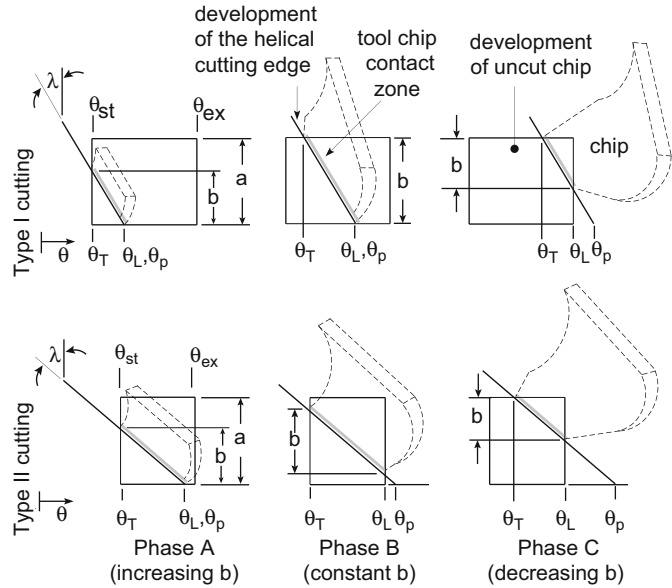 development
of the helical
cutting edge
tool chip
contact
zone
development
of uncut chip
λ
θst
θex
a
b
b
b
chip
Type I cutting
θ
θT
θL,θp
θT
θL,θp
θT
θL
θp
λ
θst
θex
a
b
b
b
Type II cutting
θ
θT
θL,θp
θT
θL
θp
θT
θL
θp
Phase A
(increasing b)
Phase B
(constant b)
Phase C
(decreasing b)